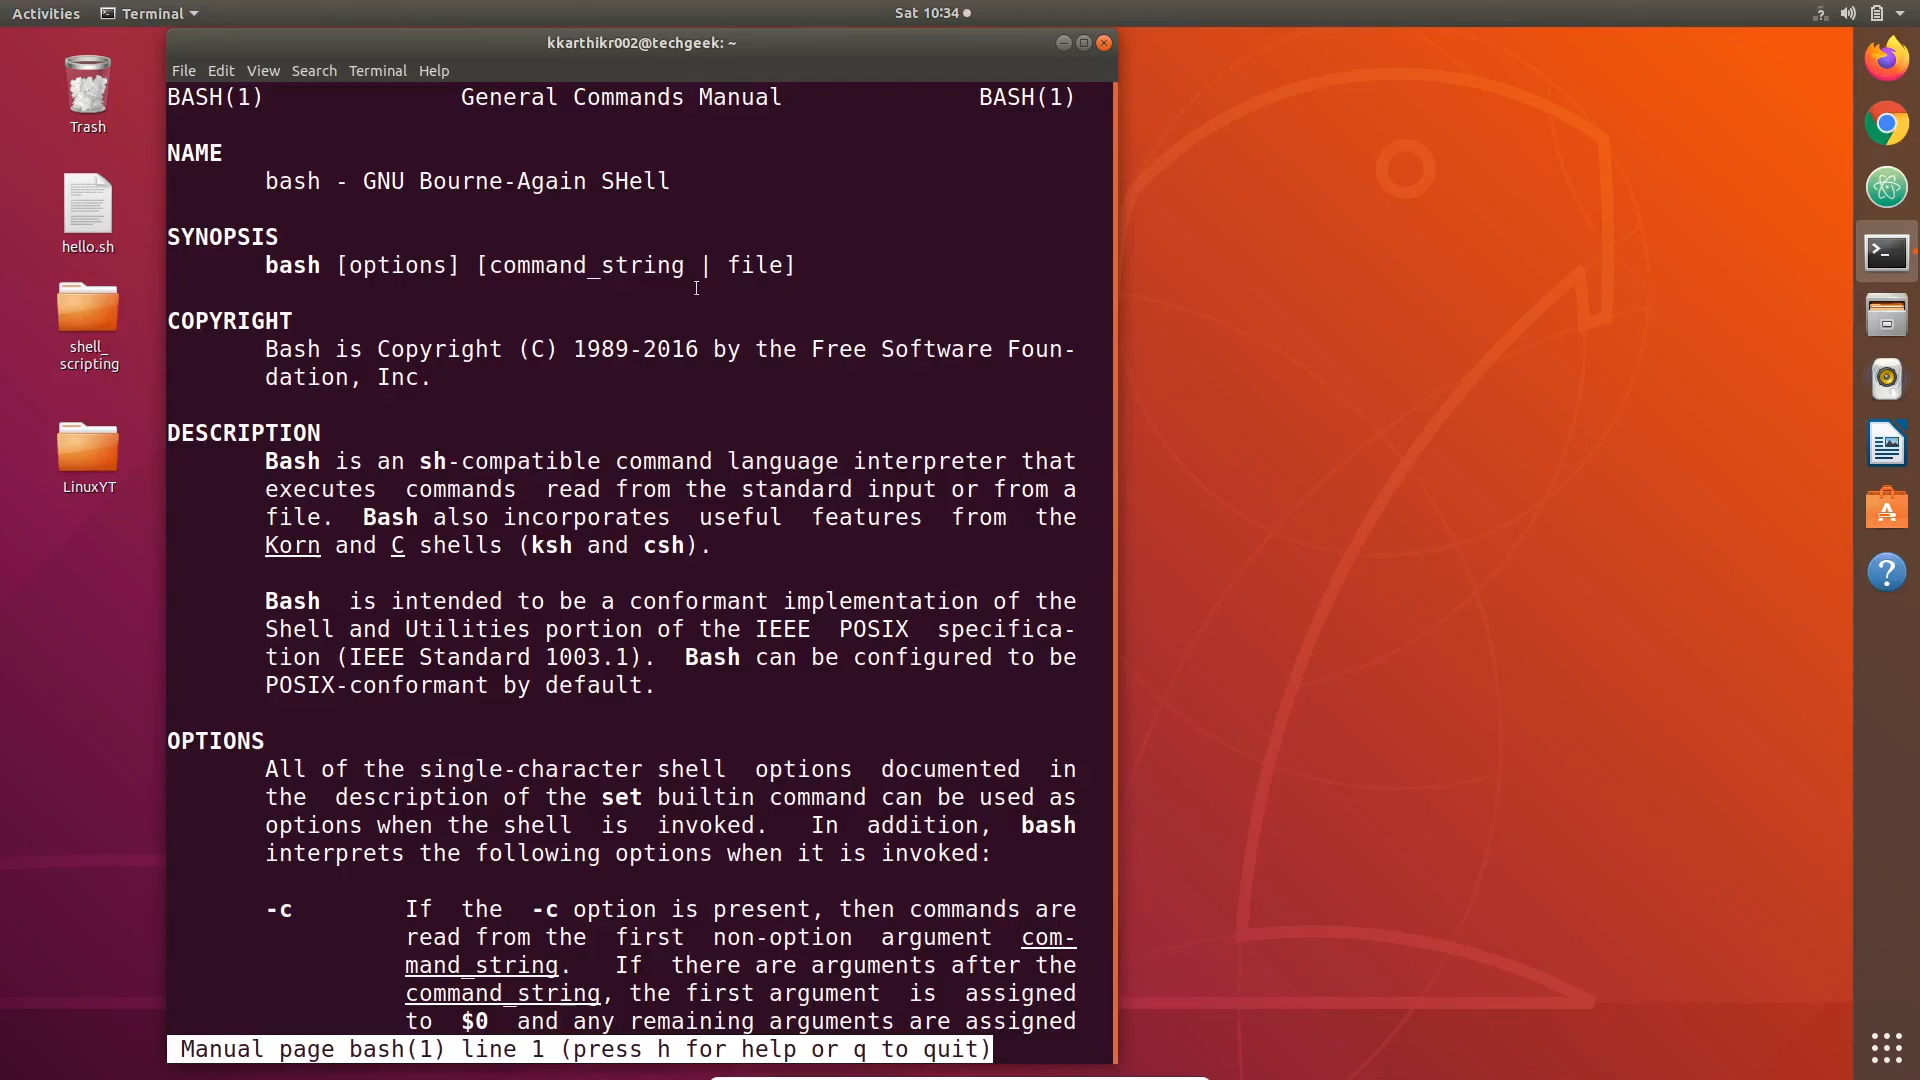 Activities Terminal Sat 10:34
kkarthikr002@techgeek: ~
File Edit View Search Terminal Help
Trash
hello.sh
shell_
scripting
LinuxYT
BASH(1) General Commands Manual BASH(1)
NAME
bash - GNU Bourne-Again SHell
SYNOPSIS
bash [options] [command_string | file]
COPYRIGHT
Bash is Copyright (C) 1989-2016 by the Free Software Foun-
dation, Inc.
DESCRIPTION
Bash is an sh-compatible command language interpreter that
executes commands read from the standard input or from a
file. Bash also incorporates useful features from the
Korn and C shells (ksh and csh).
Bash is intended to be a conformant implementation of the
Shell and Utilities portion of the IEEE POSIX specifica-
tion (IEEE Standard 1003.1). Bash can be configured to be
POSIX-conformant by default.
OPTIONS
All of the single-character shell options documented in
the description of the set builtin command can be used as
options when the shell is invoked. In addition, bash
interprets the following options when it is invoked:
-c If the -c option is present, then commands are
read from the first non-option argument com-
mand_string. If there are arguments after the
command_string, the first argument is assigned
to $0 and any remaining arguments are assigned
Manual page bash(1) line 1 (press h for help or q to quit)